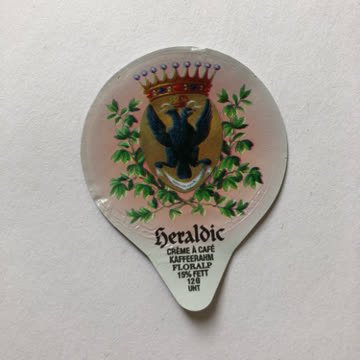 Heraldic
CRÈME À CAFÉ
KAFFEERAHM
FLORALP
15% FETT
12G
UHT